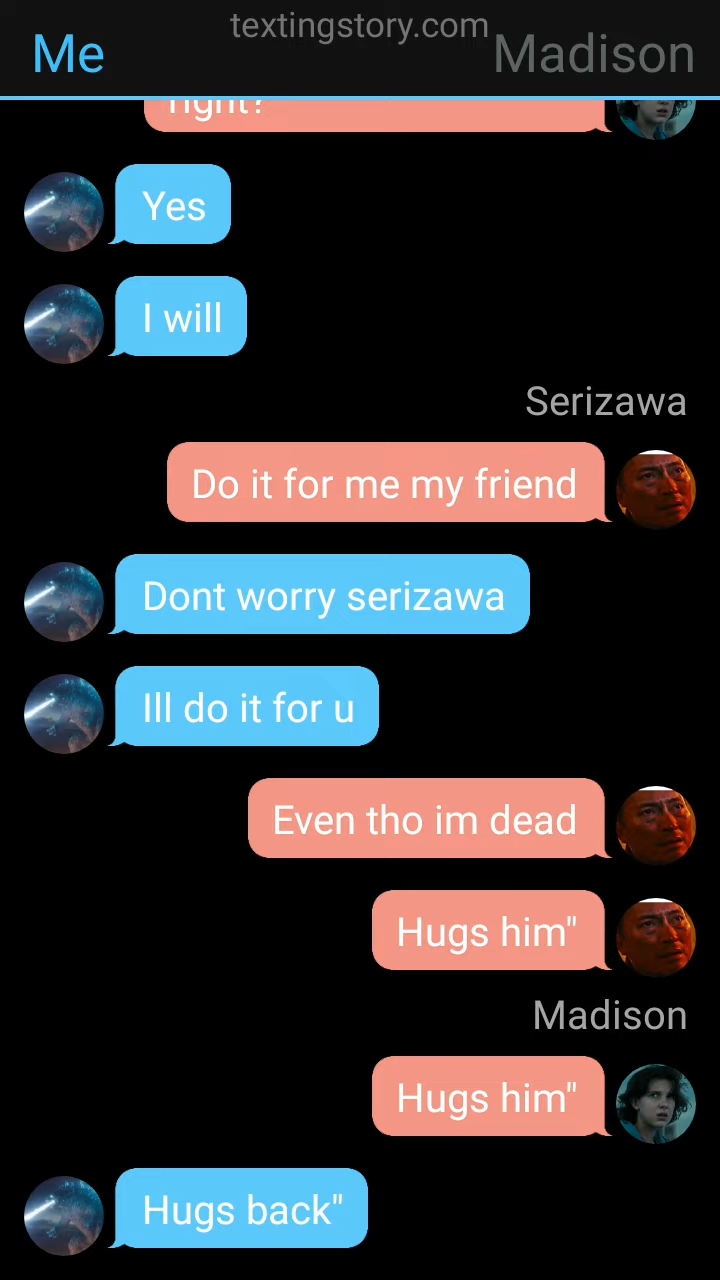 textingstory.com
Me
Madison
right?
Yes
I will
Serizawa
Do it for me my friend
Dont worry serizawa
Ill do it for u
Even tho im dead
Hugs him"
Madison
Hugs him"
Hugs back"